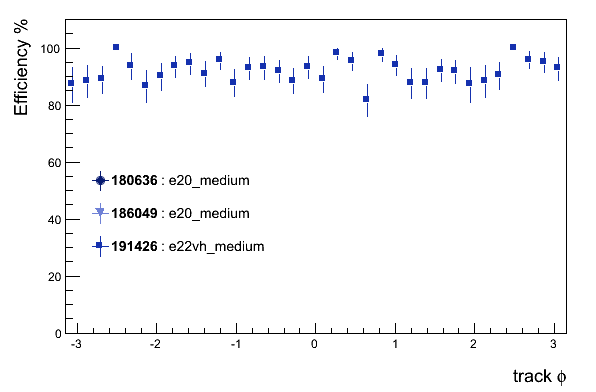 Efficiency %
100
80
60
40
20
0
180636 : e20_medium
186049 : e20_medium
191426 : e22vh_medium
-3 -2 -1 0 1 2 3
track ϕ